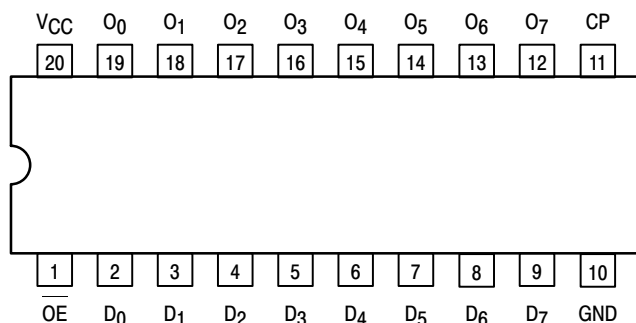 VCC O0 O1 O2 O3 O4 O5 O6 O7 CP
20 19 18 17 16 15 14 13 12 11
1 2 3 4 5 6 7 8 9 10
OE D0 D1 D2 D3 D4 D5 D6 D7 GND